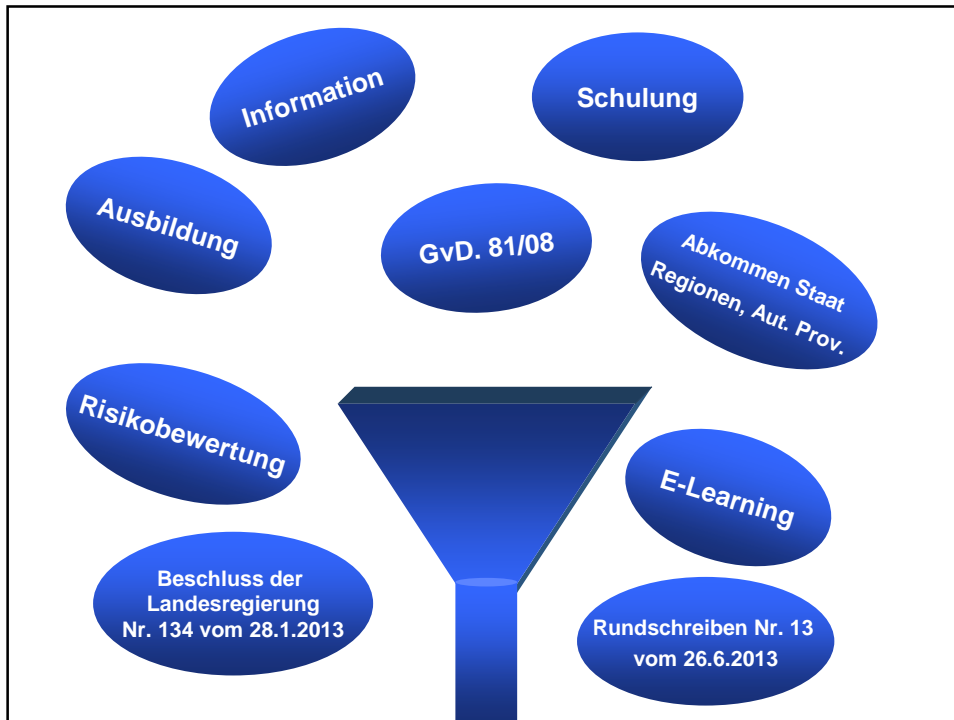 Information
Schulung
Ausbildung
GvD. 81/08
Abkommen Staat
Regionen, Aut. Prov.
Risikobewertung
E-Learning
Beschluss der
Landesregierung
Nr. 134 vom 28.1.2013
Rundschreiben Nr. 13
vom 26.6.2013